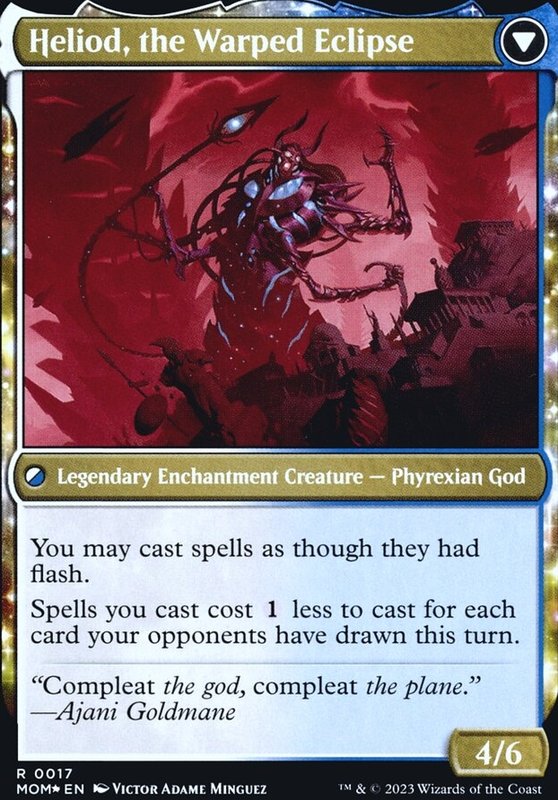 Heliod, the Warped Eclipse
Legendary Enchantment Creature — Phyrexian God
You may cast spells as though they had
flash.
Spells you cast cost 1 less to cast for each
card your opponents have drawn this turn.
“Compleat the god, compleat the plane.”
—Ajani Goldmane
4/6
R 0017
MOM★EN Victor Adame Minguez
™ & © 2023 Wizards of the Coast